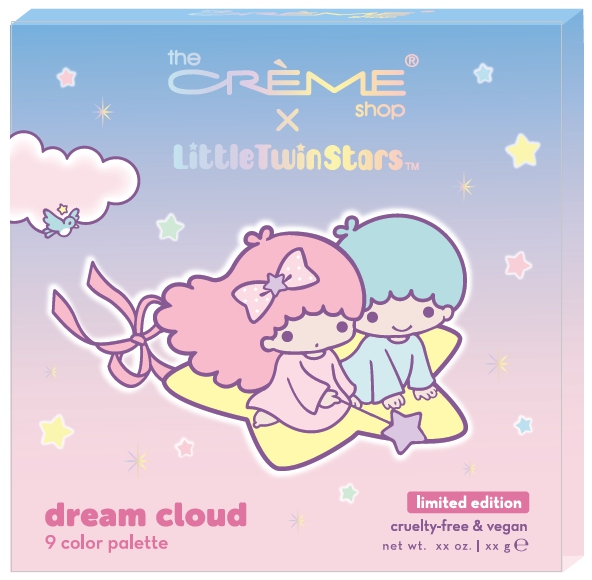 the
CRÈME®
shop
×
LittleTwinStars™
dream cloud
9 color palette
limited edition
cruelty-free & vegan
net wt. xx oz. | xx g ℮